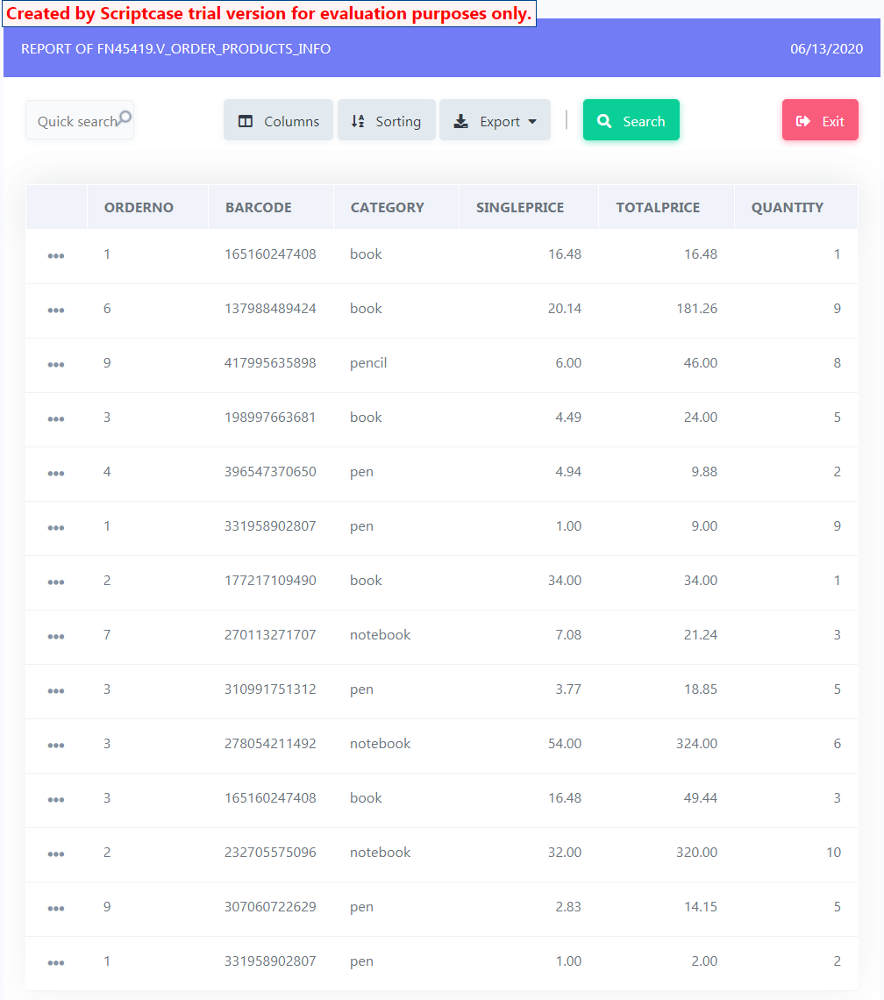 Created by Scriptcase trial version for evaluation purposes only.
REPORT OF FN45419.V_ORDER_PRODUCTS_INFO 06/13/2020
Quick search Columns Sorting Export Search Exit
ORDERNO BARCODE CATEGORY SINGLEPRICE TOTALPRICE QUANTITY
1 165160247408 book 16.48 16.48 1
6 137988489424 book 20.14 181.26 9
9 417995635898 pencil 6.00 46.00 8
3 198997663681 book 4.49 24.00 5
4 396547370650 pen 4.94 9.88 2
1 331958902807 pen 1.00 9.00 9
2 177217109490 book 34.00 34.00 1
7 270113271707 notebook 7.08 21.24 3
3 310991751312 pen 3.77 18.85 5
3 278054211492 notebook 54.00 324.00 6
3 165160247408 book 16.48 49.44 3
2 232705575096 notebook 32.00 320.00 10
9 307060722629 pen 2.83 14.15 5
1 331958902807 pen 1.00 2.00 2